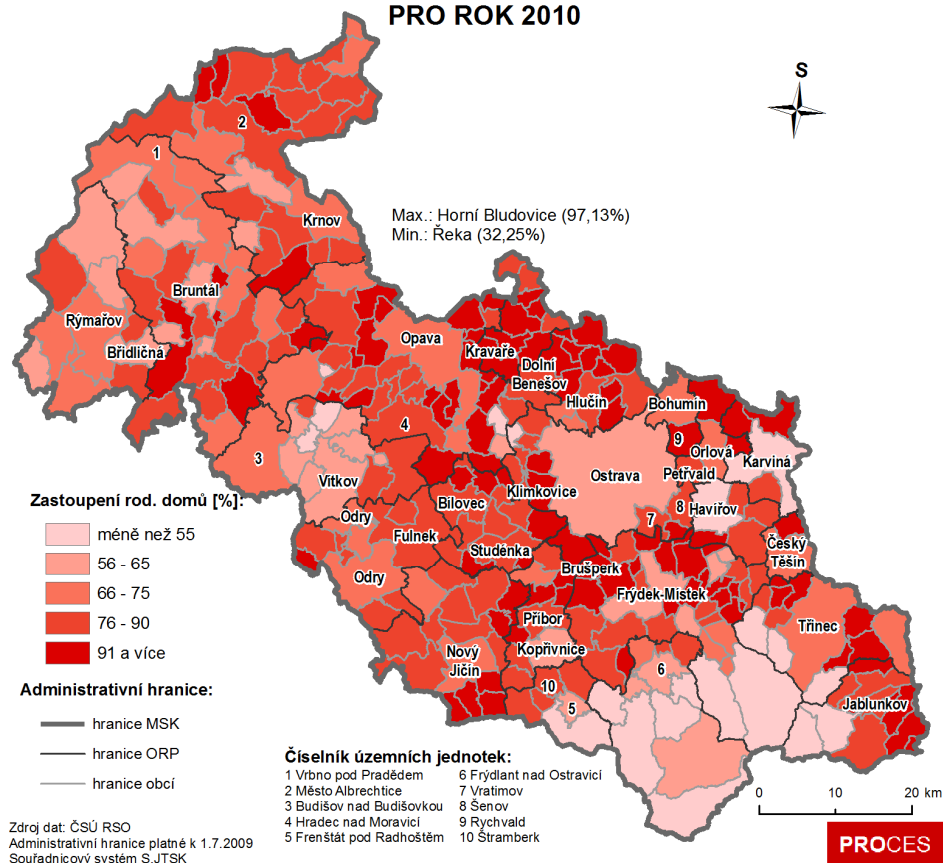 PRO ROK 2010
S
2
1
Krnov
Max.: Horní Bludovice (97,13%)
Min.: Řeka (32,25%)
Bruntál
Rýmařov
Břidličná
Opava
Kravaře
Dolní
Benešov
Hlučín
Bohumín
4
9
Orlová
3
Karviná
Petřvald
Ostrava
Vítkov
Klimkovice
Bílovec
8
Havířov
7
Odry
Fulnek
Studénka
Český
Těšín
Brušperk
Odry
Frýdek-Místek
Příbor
Třinec
Kopřivnice
Nový
Jičín
6
10
5
Jablunkov
Zastoupení rod. domů [%]:
méně než 55
56 - 65
66 - 75
76 - 90
91 a více
Administrativní hranice:
hranice MSK
hranice ORP
hranice obcí
Číselník územních jednotek:
1 Vrbno pod Pradědem
2 Město Albrechtice
3 Budišov nad Budišovkou
4 Hradec nad Moravicí
5 Frenštát pod Radhoštěm
6 Frýdlant nad Ostravicí
7 Vratimov
8 Šenov
9 Rychvald
10 Štramberk
0 10 20 km
Zdroj dat: ČSÚ RSO
Administrativní hranice platné k 1.7.2009
Souřadnicový systém S.JTSK
PROCES